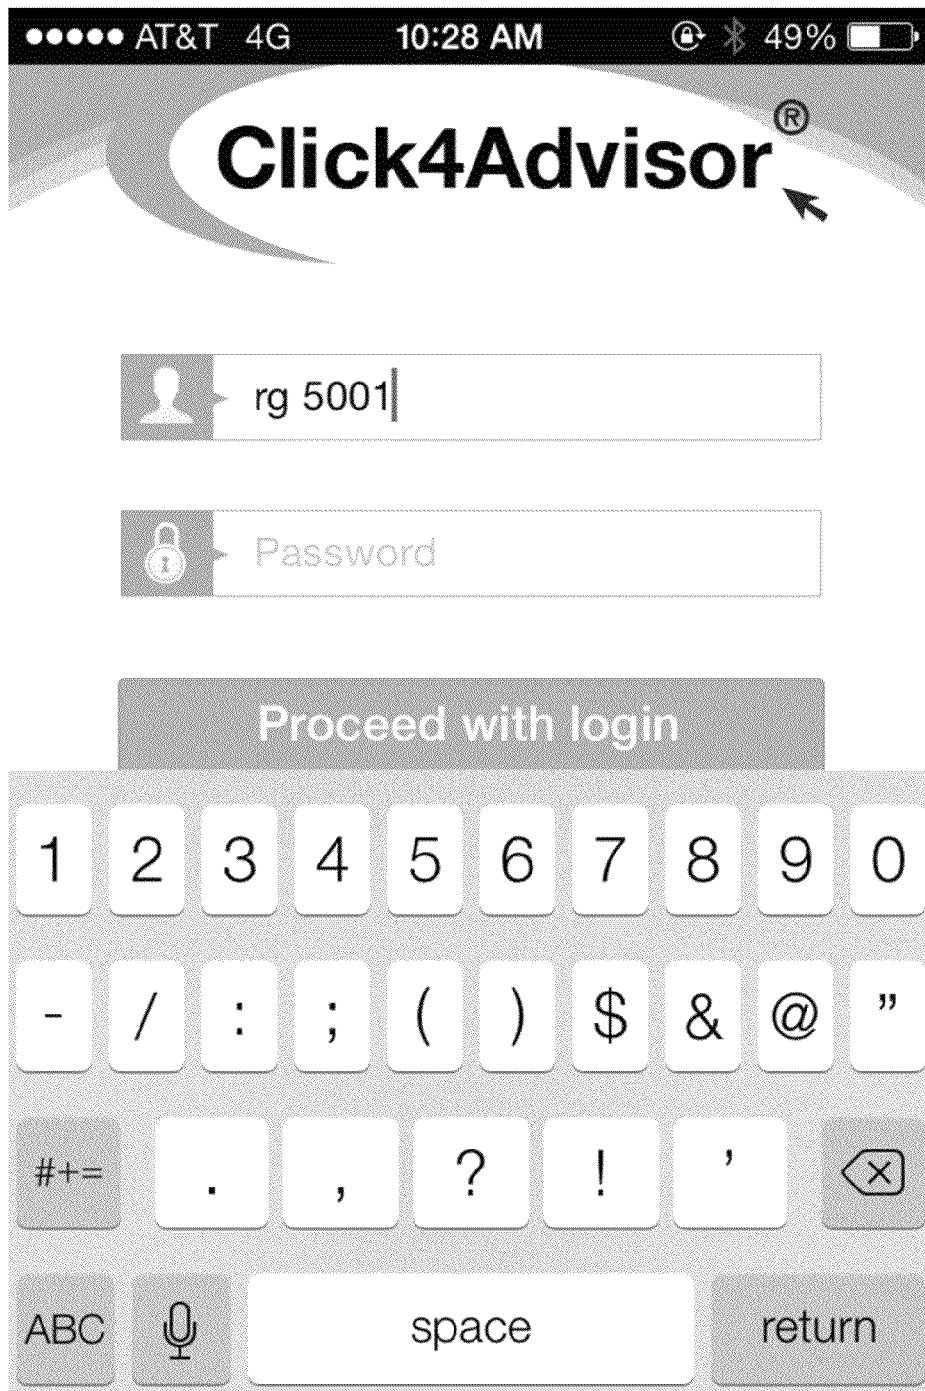 ●●●●● AT&T 4G 10:28 AM 49%
Click4Advisor®
rg 5001
Password
Proceed with login
1 2 3 4 5 6 7 8 9 0
- / : ; ( ) $ & @ "
#+= . , ? ! '
ABC space return